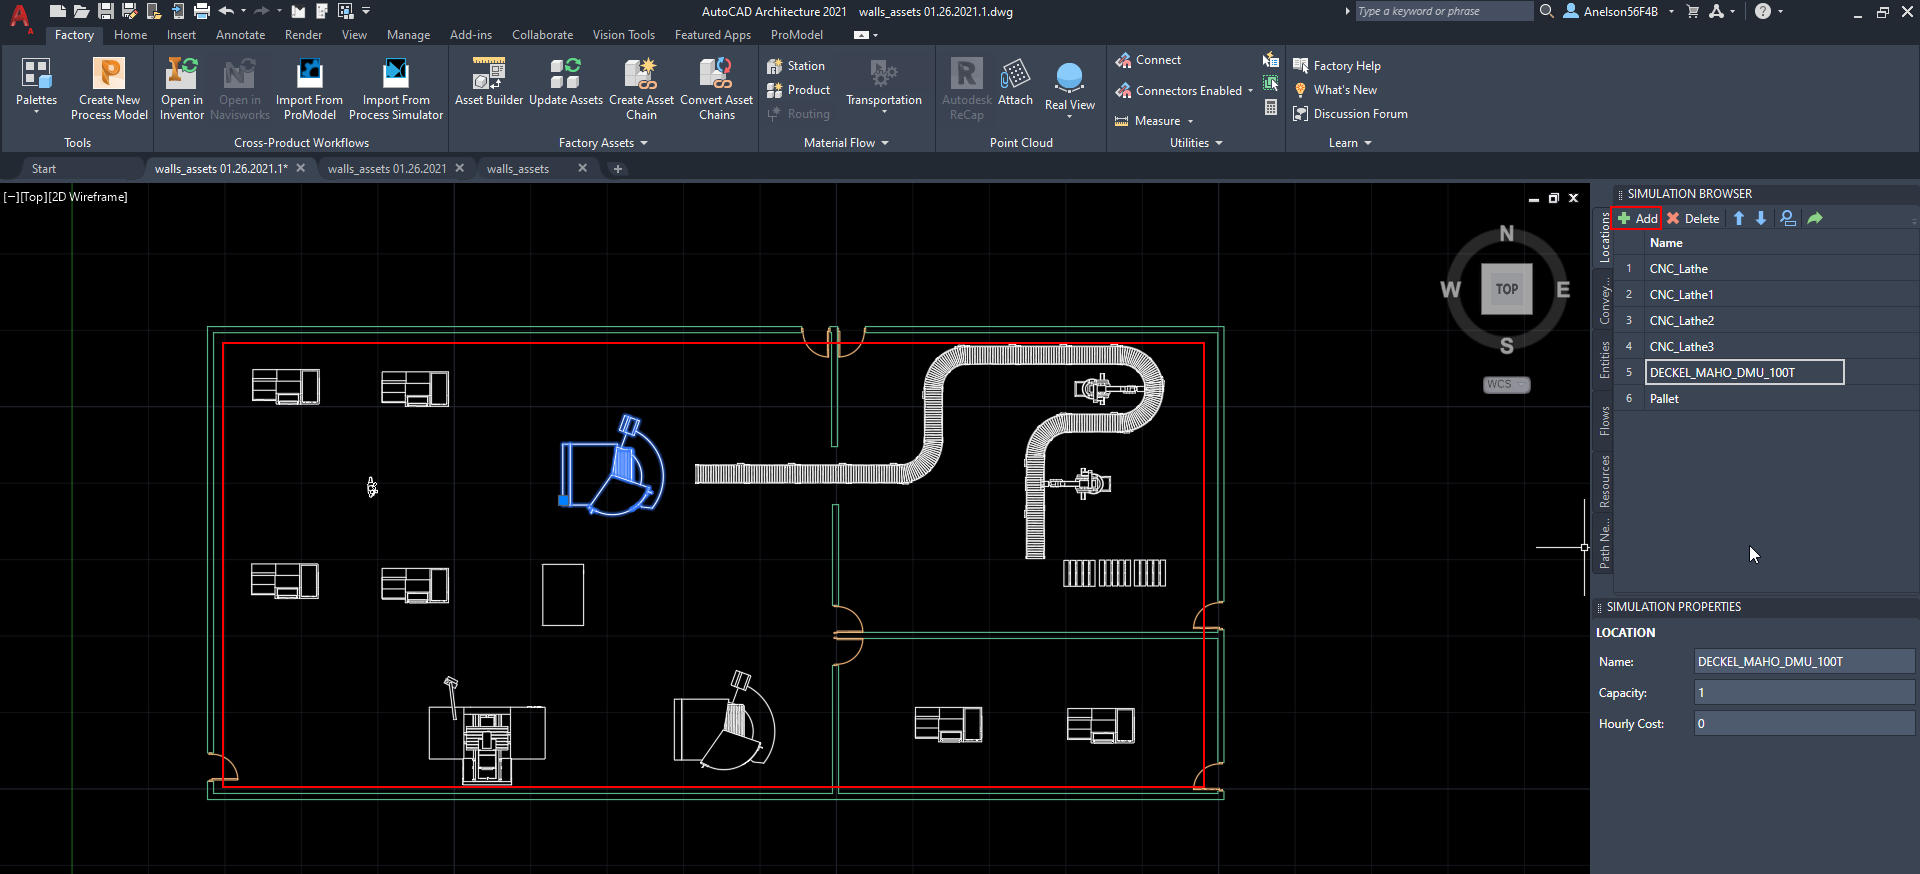 AutoCAD Architecture 2021 walls_assets 01.26.2021.1.dwg
Type a keyword or phrase
Anelson56F4B
Factory Home Insert Annotate Render View Manage Add-ins Collaborate Vision Tools Featured Apps ProModel
Palettes
Create New
Process Model
Tools
Open in
Inventor
Open in
Navisworks
Import From
ProModel
Import From
Process Simulator
Cross-Product Workflows
Asset Builder
Update Assets
Create Asset
Chain
Convert Asset
Chains
Factory Assets
Station
Product
Routing
Transportation
Material Flow
Autodesk
ReCap
Attach
Real View
Point Cloud
Connect
Connectors Enabled
Measure
Utilities
Factory Help
What's New
Discussion Forum
Learn
Start
walls_assets 01.26.2021.1*
walls_assets 01.26.2021
walls_assets
[−][Top][2D Wireframe]
N
W
TOP
E
S
WCS
SIMULATION BROWSER
Add
Delete
Name
1 CNC_Lathe
2 CNC_Lathe1
3 CNC_Lathe2
4 CNC_Lathe3
5 DECKEL_MAHO_DMU_100T
6 Pallet
Locations
Convey...
Entities
Flows
Resources
Path Ne...
SIMULATION PROPERTIES
LOCATION
Name: DECKEL_MAHO_DMU_100T
Capacity: 1
Hourly Cost: 0